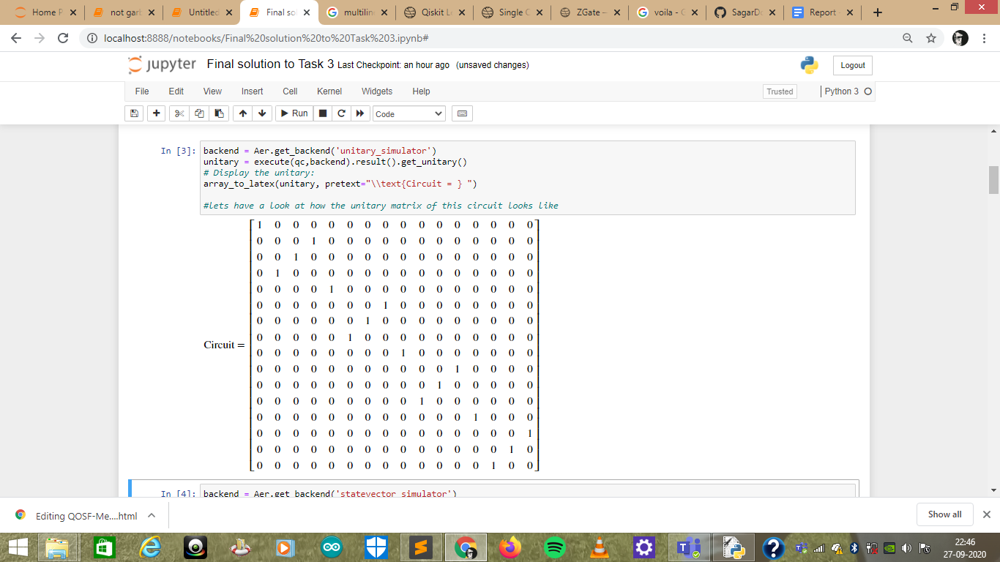 Home P
not garb
Untitled
Final so
multilin
Qiskit L
Single C
ZGate –
voila - G
SagarDo
Report -
localhost:8888/notebooks/Final%20solution%20to%20Task%203.ipynb#
jupyter Final solution to Task 3 Last Checkpoint: an hour ago (unsaved changes)
Logout
File Edit View Insert Cell Kernel Widgets Help
Trusted
Python 3
Run
Code
In [3]: backend = Aer.get_backend('unitary_simulator')
unitary = execute(qc,backend).result().get_unitary()
# Display the unitary:
array_to_latex(unitary, pretext="\\text{Circuit = } ")
#lets have a look at how the unitary matrix of this circuit looks like
1 0 0 0 0 0 0 0 0 0 0 0 0 0 0 0
0 0 0 1 0 0 0 0 0 0 0 0 0 0 0 0
0 0 1 0 0 0 0 0 0 0 0 0 0 0 0 0
0 1 0 0 0 0 0 0 0 0 0 0 0 0 0 0
0 0 0 0 1 0 0 0 0 0 0 0 0 0 0 0
0 0 0 0 0 0 0 1 0 0 0 0 0 0 0 0
0 0 0 0 0 0 1 0 0 0 0 0 0 0 0 0
0 0 0 0 0 1 0 0 0 0 0 0 0 0 0 0
Circuit =
0 0 0 0 0 0 0 0 1 0 0 0 0 0 0 0
0 0 0 0 0 0 0 0 0 0 0 1 0 0 0 0
0 0 0 0 0 0 0 0 0 0 1 0 0 0 0 0
0 0 0 0 0 0 0 0 0 1 0 0 0 0 0 0
0 0 0 0 0 0 0 0 0 0 0 0 1 0 0 0
0 0 0 0 0 0 0 0 0 0 0 0 0 0 0 1
0 0 0 0 0 0 0 0 0 0 0 0 0 0 1 0
0 0 0 0 0 0 0 0 0 0 0 0 0 1 0 0
In [4]: backend = Aer.get_backend('statevector_simulator')
Editing QOSF-Me....html
Show all
22:46
27-09-2020